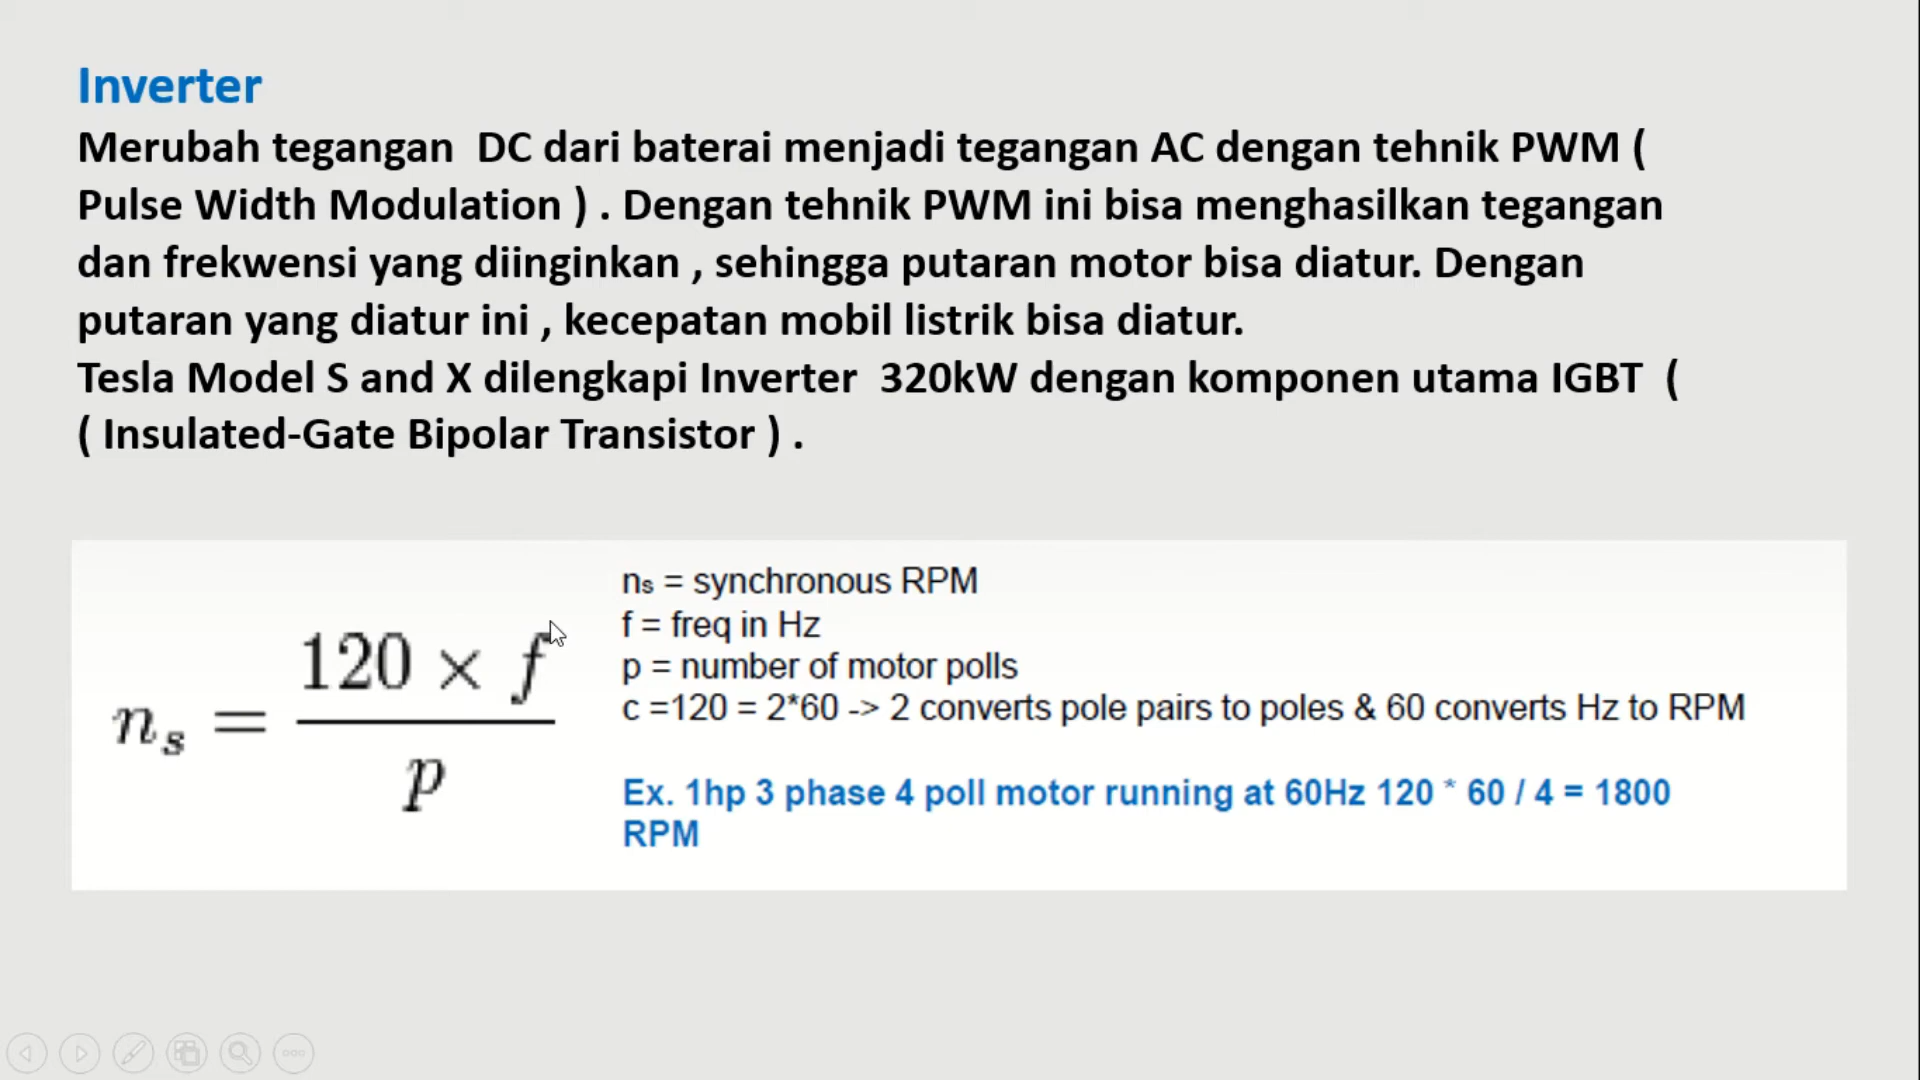 Inverter
Merubah tegangan  DC dari baterai menjadi tegangan AC dengan tehnik PWM (
Pulse Width Modulation ) . Dengan tehnik PWM ini bisa menghasilkan tegangan
dan frekwensi yang diinginkan , sehingga putaran motor bisa diatur. Dengan
putaran yang diatur ini , kecepatan mobil listrik bisa diatur.
Tesla Model S and X dilengkapi Inverter  320kW dengan komponen utama IGBT  (
( Insulated-Gate Bipolar Transistor ) .
nₛ = 120 × f / p
ns = synchronous RPM
f = freq in Hz
p = number of motor polls
c =120 = 2*60 -> 2 converts pole pairs to poles & 60 converts Hz to RPM
Ex. 1hp 3 phase 4 poll motor running at 60Hz 120 * 60 / 4 = 1800
RPM